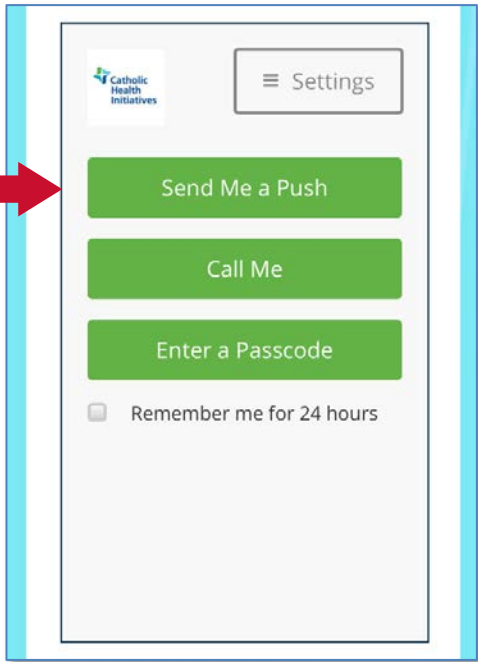 Catholic
Health
Initiatives
≡ Settings
Send Me a Push
Call Me
Enter a Passcode
Remember me for 24 hours